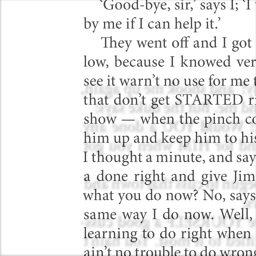 ‘Good-bye, sir,’ says I; ‘I
by me if I can help it.’
They went off and I got
low, because I knowed ver
see it warn’t no use for me t
that don’t get STARTED r
show — when the pinch co
him up and keep him to his
I thought a minute, and say
a done right and give Jim
what you do now? No, says
same way I do now. Well,
learning to do right when
ain’t no trouble to do wrong